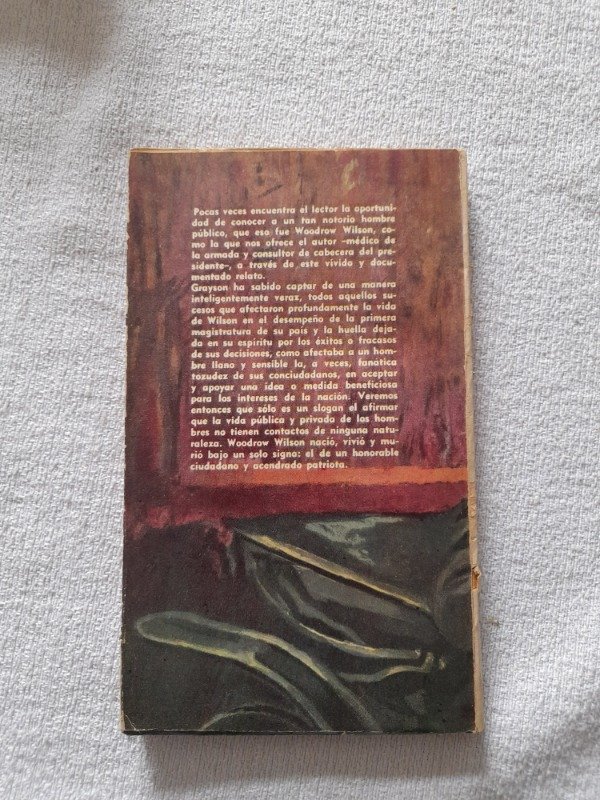 Pocas veces encuentra el lector la oportuni-
dad de conocer a un tan notorio hombre
público, que eso fue Woodrow Wilson, co-
mo la que nos ofrece el autor -médico de
la armada y consultor de cabecera del pre-
sidente-, a través de este vívido y docu-
mentado relato.
Grayson ha sabido captar de una manera
inteligentemente veraz, todos aquellos su-
cesos que afectaron profundamente la vida
de Wilson en el desempeño de la primera
magistratura de su país y la huella deja-
da en su espíritu por los éxitos o fracasos
de sus decisiones, como afectaba a un hom-
bre llano y sensible la, a veces, fanática
tozudez de sus conciudadanos, en aceptar
y apoyar una idea o medida beneficiosa
para los intereses de la nación. Veremos
entonces que sólo es un slogan el afirmar
que la vida pública y privada de los hom-
bres no tienen contactos de ninguna natu-
raleza. Woodrow Wilson nació, vivió y mu-
rió bajo un solo signo: el de un honorable
ciudadano y acendrado patriota.